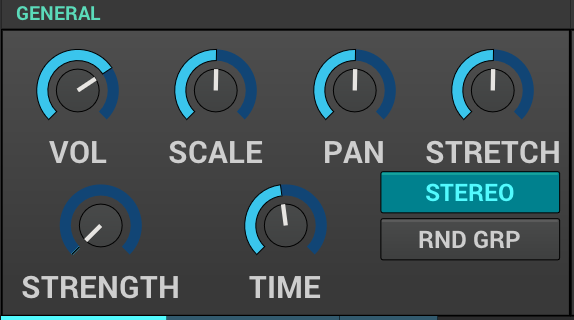 GENERAL
VOL SCALE PAN STRETCH
STEREO
RND GRP
STRENGTH TIME